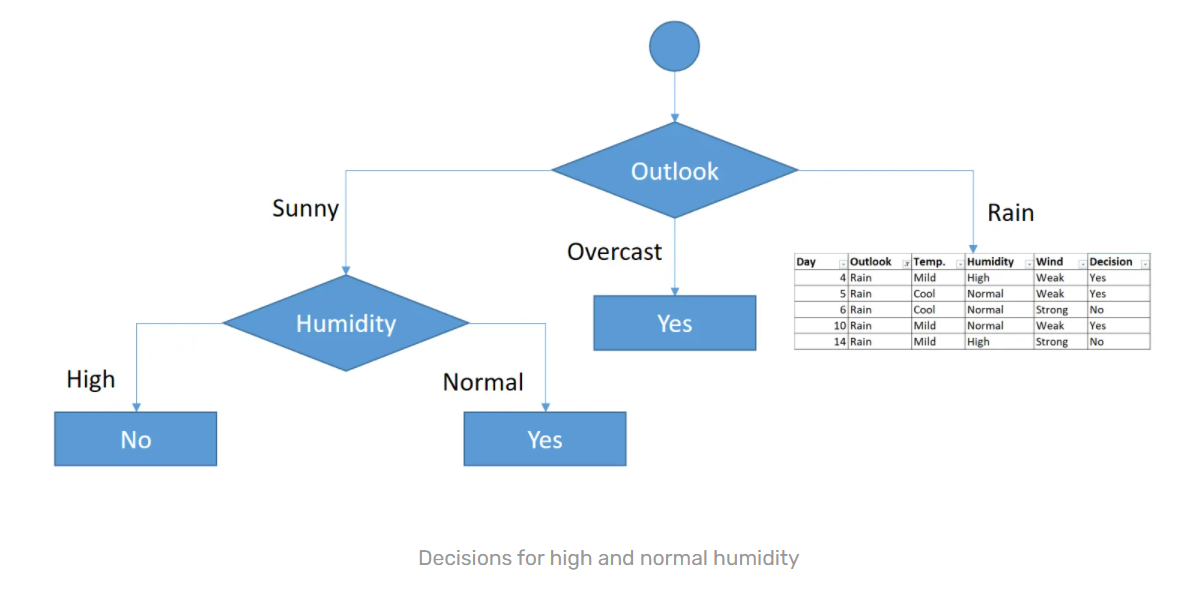 Outlook
Sunny
Overcast
Rain
Day Outlook Temp. Humidity Wind Decision
4 Rain Mild High Weak Yes
5 Rain Cool Normal Weak Yes
6 Rain Cool Normal Strong No
10 Rain Mild Normal Weak Yes
14 Rain Mild High Strong No
Humidity
Yes
High
Normal
No
Yes
Decisions for high and normal humidity